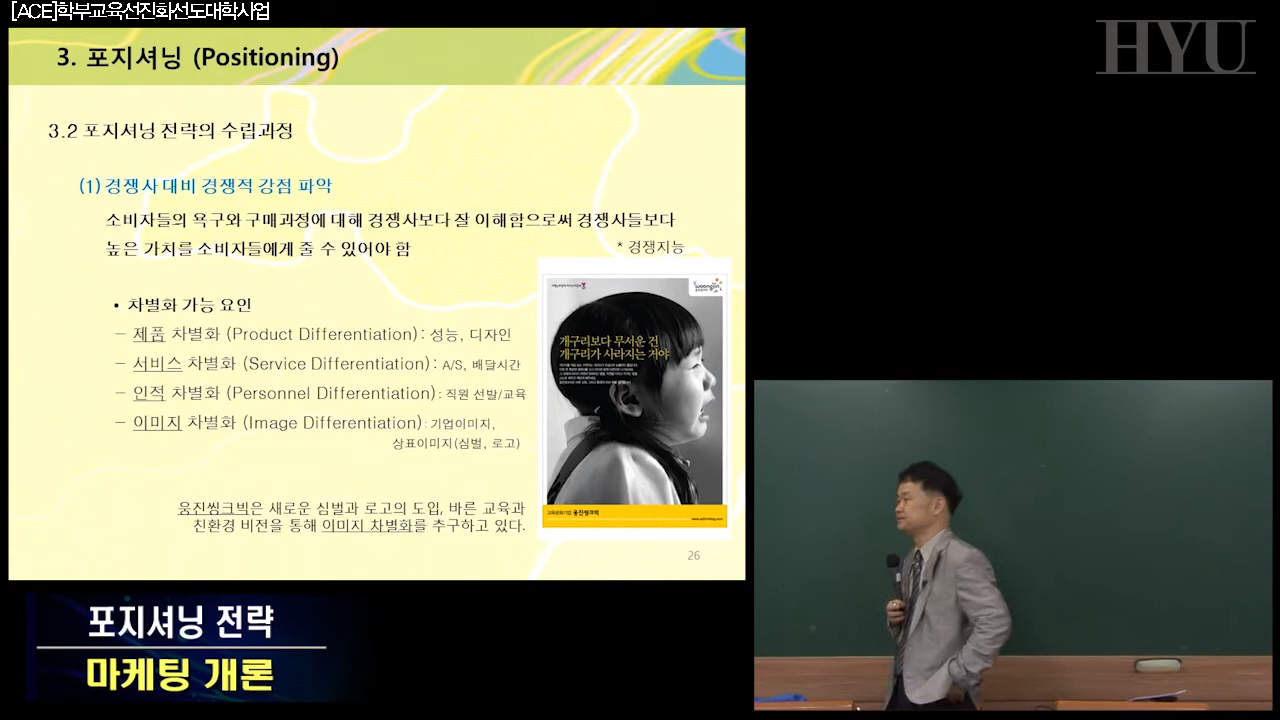 [ACE]학부교육선진화선도대학사업
HYU
3. 포지셔닝 (Positioning)
3.2 포지셔닝 전략의 수립과정
(1) 경쟁사 대비 경쟁적 강점 파악
소비자들의 욕구와 구매과정에 대해 경쟁사보다 잘 이해함으로써 경쟁사들보다
높은 가치를 소비자들에게 줄 수 있어야 함
* 경쟁지능
• 차별화 가능 요인
– 제품 차별화 (Product Differentiation) : 성능, 디자인
– 서비스 차별화 (Service Differentiation) : A/S, 배달시간
– 인적 차별화 (Personnel Differentiation) : 직원 선발/교육
– 이미지 차별화 (Image Differentiation) : 기업이미지,
상표이미지(심벌, 로고)
woongjin
개구리보다 무서운 건
개구리가 사라지는 거야
교육문화기업 웅진씽크빅
웅진씽크빅은 새로운 심벌과 로고의 도입, 바른 교육과
친환경 비전을 통해 이미지 차별화를 추구하고 있다.
26
포지셔닝 전략
마케팅 개론